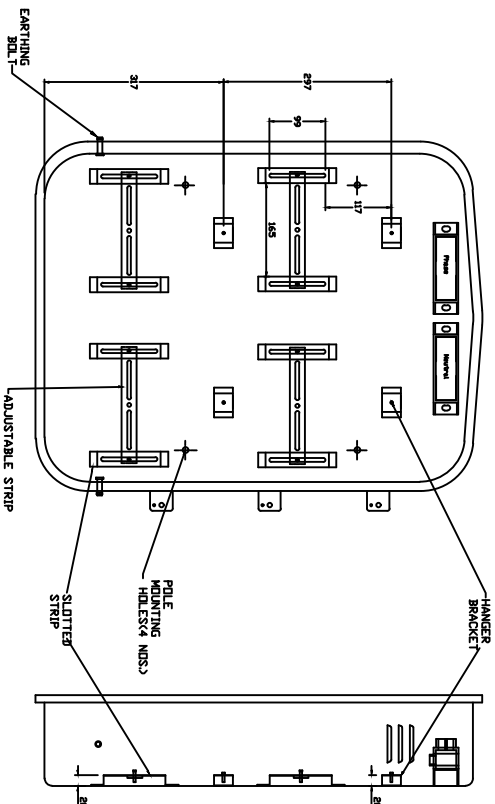 EARTHING
BOLT
317
297
99
117
165
Phase
Neutral
ADJUSTABLE STRIP
SLOTTED
STRIP
POLE
MOUNTING
HOLES(4 NOS.)
HANGER
BRACKET